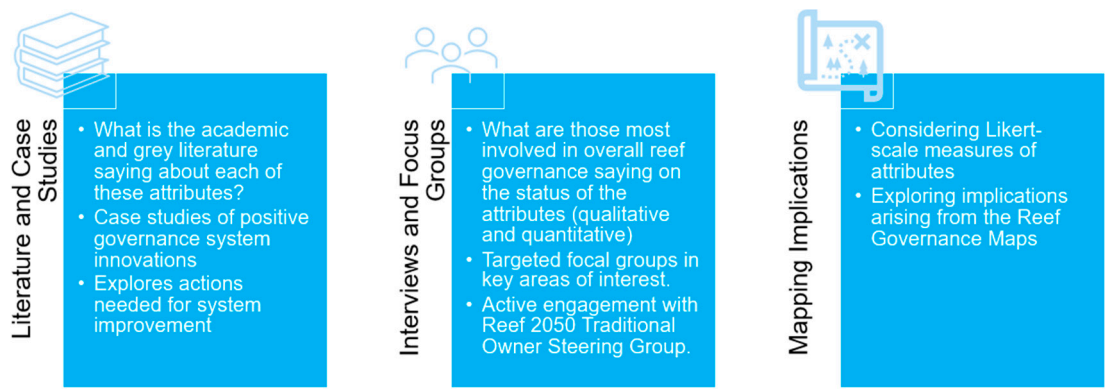 Literature and Case
Studies
• What is the academic
and grey literature
saying about each of
these attributes?
• Case studies of positive
governance system
innovations
• Explores actions
needed for system
improvement
Interviews and Focus
Groups
• What are those most
involved in overall reef
governance saying on
the status of the
attributes (qualitative
and quantitative)
• Targeted focal groups in
key areas of interest.
• Active engagement with
Reef 2050 Traditional
Owner Steering Group.
Mapping Implications
• Considering Likert-
scale measures of
attributes
• Exploring implications
arising from the Reef
Governance Maps